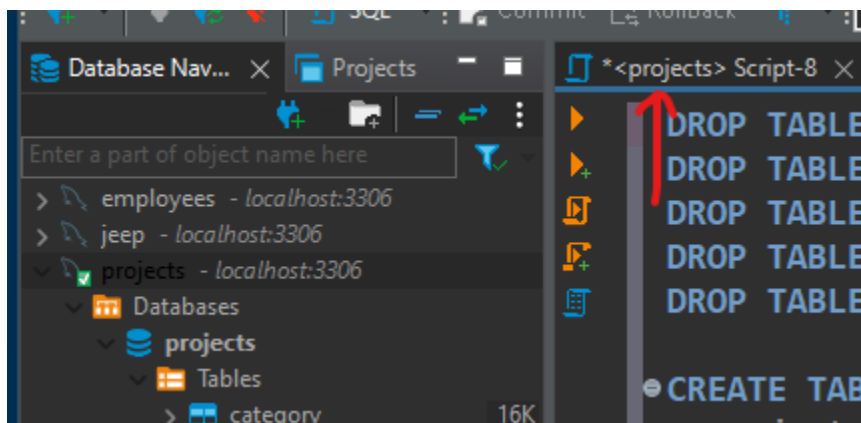 SQL Commit Rollback
Database Nav... Projects
*<projects> Script-8
Enter a part of object name here
employees - localhost:3306
jeep - localhost:3306
projects - localhost:3306
Databases
projects
Tables
category 16K
DROP TABLE
DROP TABLE
DROP TABLE
DROP TABLE
DROP TABLE
CREATE TAB